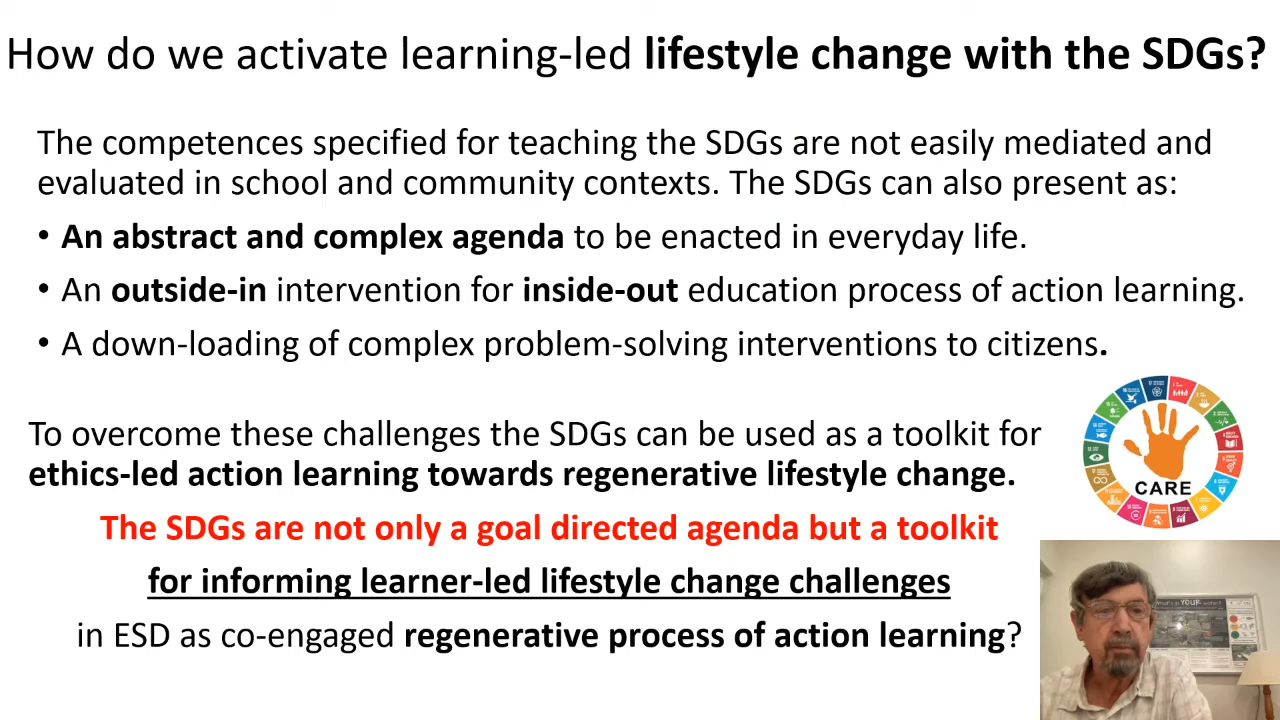 How do we activate learning-led lifestyle change with the SDGs?
The competences specified for teaching the SDGs are not easily mediated and
evaluated in school and community contexts. The SDGs can also present as:
• An abstract and complex agenda to be enacted in everyday life.
• An outside-in intervention for inside-out education process of action learning.
• A down-loading of complex problem-solving interventions to citizens.
To overcome these challenges the SDGs can be used as a toolkit for
ethics-led action learning towards regenerative lifestyle change.
The SDGs are not only a goal directed agenda but a toolkit
for informing learner-led lifestyle change challenges
in ESD as co-engaged regenerative process of action learning?
CARE
What's in YOUR water?